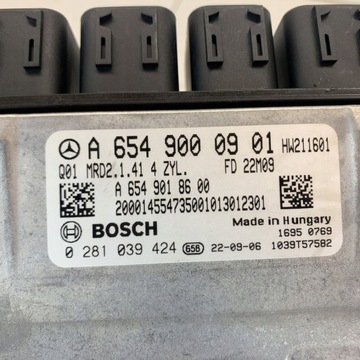 A 654 900 09 01 HW211601
Q01 MRD2.1.41 4 ZYL. FD 22M09
A 654 901 86 00
200014554735001013012301
BOSCH Made in Hungary
1695 0769
0 281 039 424 656 22-09-06 1039T57582